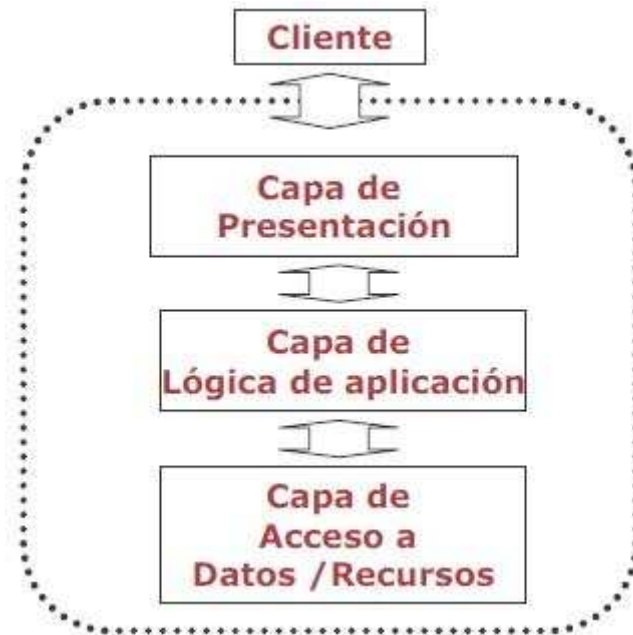 Cliente
Capa de
Presentación
Capa de
Lógica de aplicación
Capa de
Acceso a
Datos /Recursos